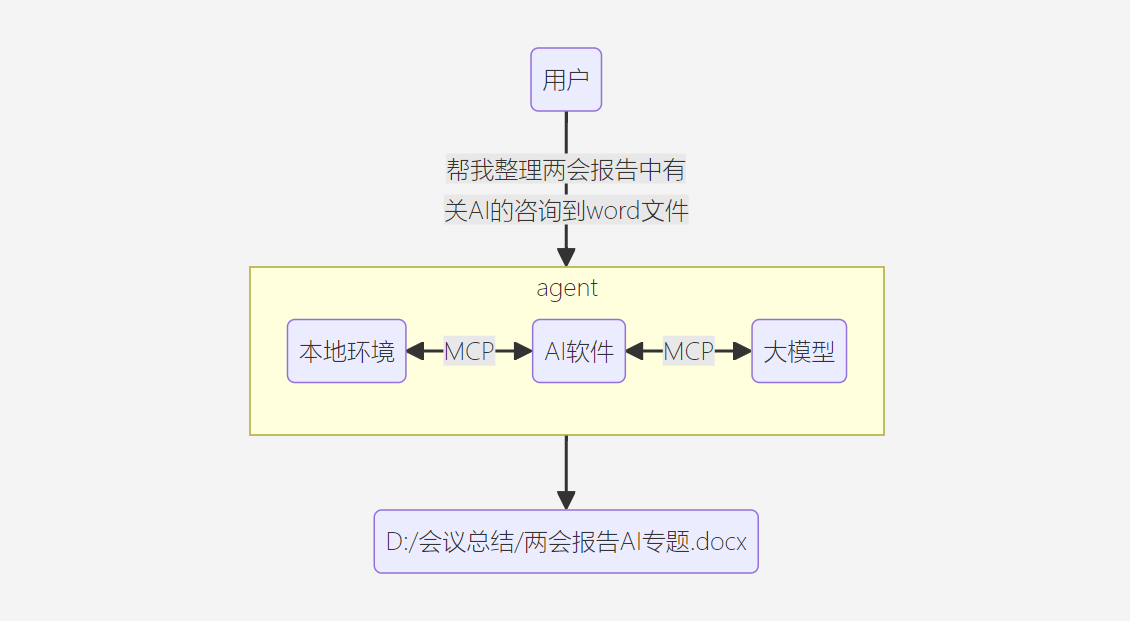 用户
帮我整理两会报告中有
关AI的咨询到word文件
agent
本地环境
MCP
AI软件
MCP
大模型
D:/会议总结/两会报告AI专题.docx